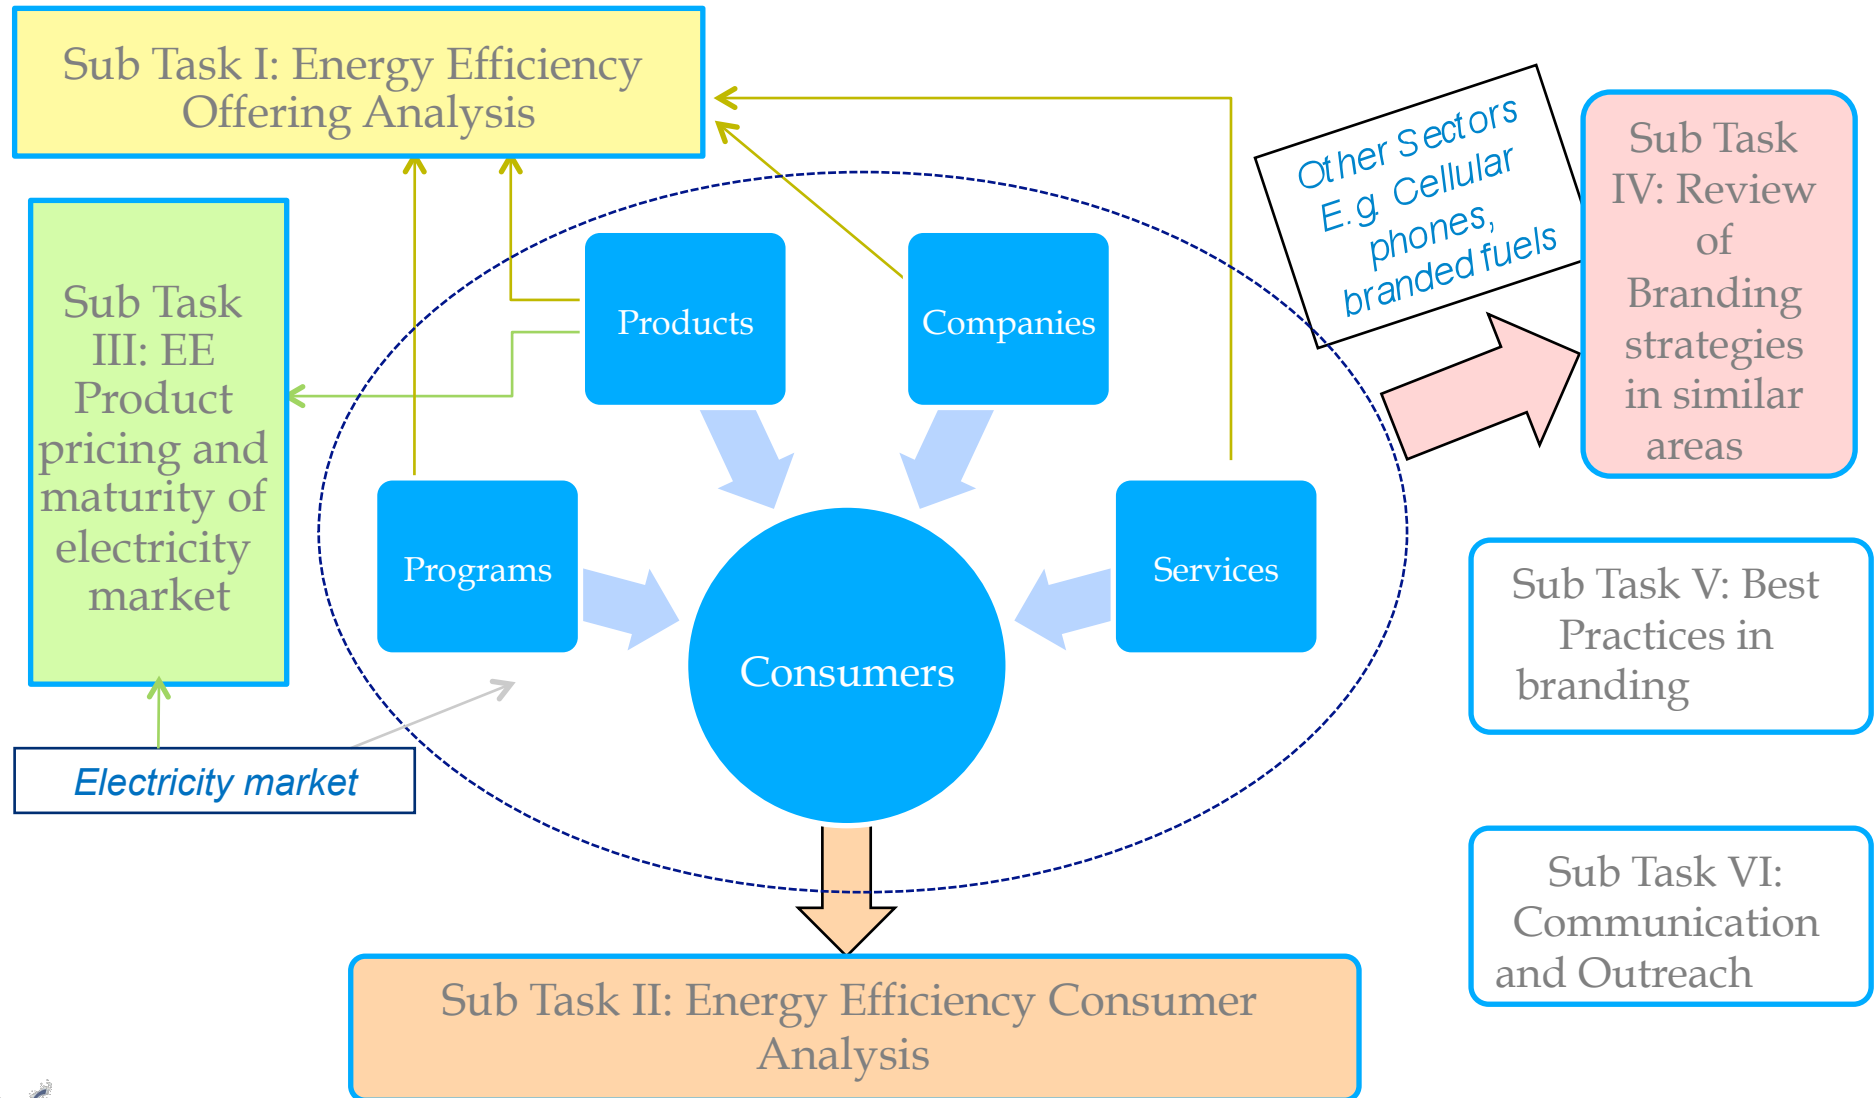 Sub Task I: Energy Efficiency
Offering Analysis
Other Sectors
E.g. Cellular
phones,
branded fuels
Sub Task
IV: Review
of
Branding
strategies
in similar
areas
Sub Task
III: EE
Product
pricing and
maturity of
electricity
market
Products
Companies
Programs
Services
Consumers
Sub Task V: Best
Practices in
branding
Electricity market
Sub Task VI:
Communication
and Outreach
Sub Task II: Energy Efficiency Consumer
Analysis